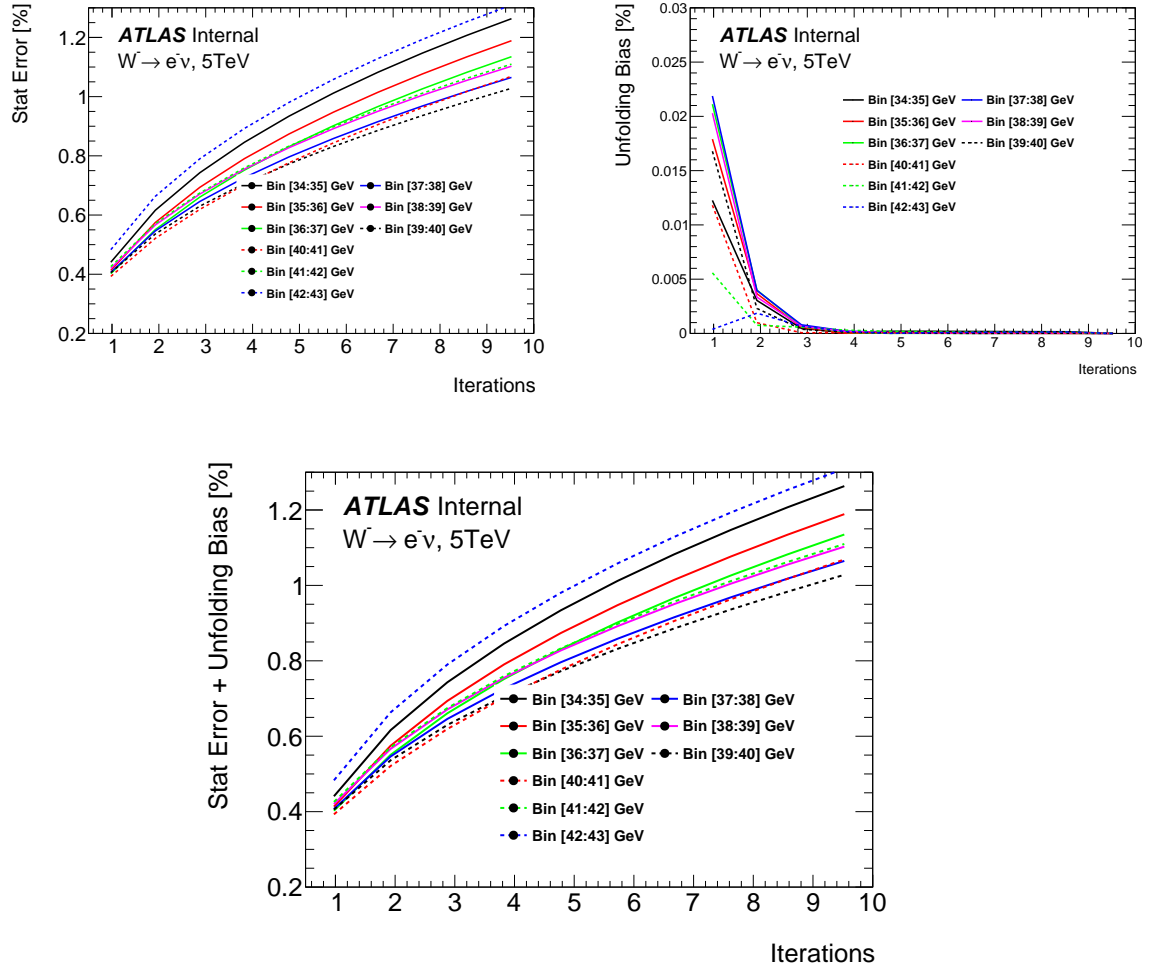 Stat Error [%]
1.2
1
0.8
0.6
0.4
0.2
ATLAS Internal
W⁻→ e⁻ν, 5TeV
Bin [34:35] GeV Bin [37:38] GeV
Bin [35:36] GeV Bin [38:39] GeV
Bin [36:37] GeV Bin [39:40] GeV
Bin [40:41] GeV
Bin [41:42] GeV
Bin [42:43] GeV
1 2 3 4 5 6 7 8 9 10
Iterations
Unfolding Bias [%]
0.03
0.025
0.02
0.015
0.01
0.005
0
ATLAS Internal
W⁻→ e⁻ν, 5TeV
Bin [34:35] GeV Bin [37:38] GeV
Bin [35:36] GeV Bin [38:39] GeV
Bin [36:37] GeV Bin [39:40] GeV
Bin [40:41] GeV
Bin [41:42] GeV
Bin [42:43] GeV
1 2 3 4 5 6 7 8 9 10
Iterations
Stat Error + Unfolding Bias [%]
1.2
1
0.8
0.6
0.4
0.2
ATLAS Internal
W⁻→ e⁻ν, 5TeV
Bin [34:35] GeV Bin [37:38] GeV
Bin [35:36] GeV Bin [38:39] GeV
Bin [36:37] GeV Bin [39:40] GeV
Bin [40:41] GeV
Bin [41:42] GeV
Bin [42:43] GeV
1 2 3 4 5 6 7 8 9 10
Iterations